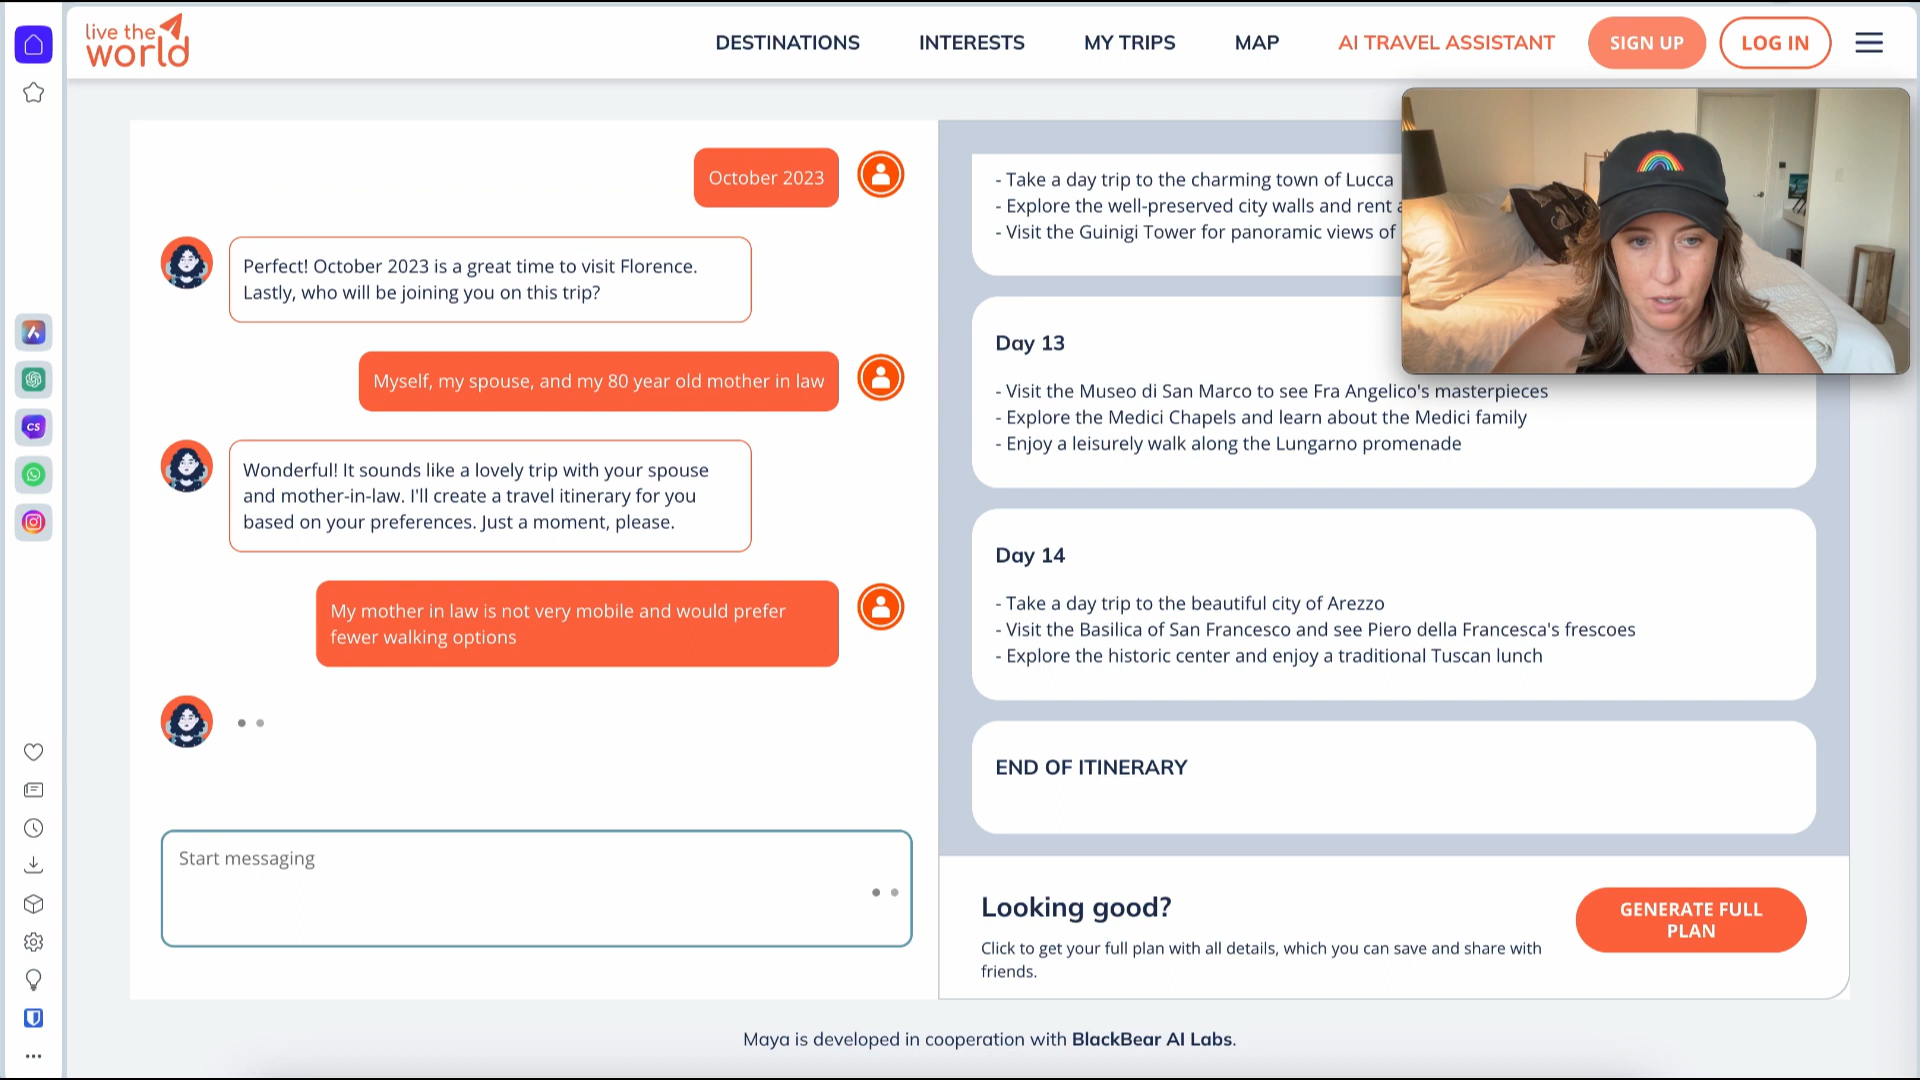 live the
world
DESTINATIONS
INTERESTS
MY TRIPS
MAP
AI TRAVEL ASSISTANT
SIGN UP
LOG IN
October 2023
Perfect! October 2023 is a great time to visit Florence.
Lastly, who will be joining you on this trip?
Myself, my spouse, and my 80 year old mother in law
Wonderful! It sounds like a lovely trip with your spouse
and mother-in-law. I'll create a travel itinerary for you
based on your preferences. Just a moment, please.
My mother in law is not very mobile and would prefer
fewer walking options
Start messaging
- Take a day trip to the charming town of Lucca
- Explore the well-preserved city walls and rent
- Visit the Guinigi Tower for panoramic views of
Day 13
- Visit the Museo di San Marco to see Fra Angelico's masterpieces
- Explore the Medici Chapels and learn about the Medici family
- Enjoy a leisurely walk along the Lungarno promenade
Day 14
- Take a day trip to the beautiful city of Arezzo
- Visit the Basilica of San Francesco and see Piero della Francesca's frescoes
- Explore the historic center and enjoy a traditional Tuscan lunch
END OF ITINERARY
Looking good?
Click to get your full plan with all details, which you can save and share with
friends.
GENERATE FULL
PLAN
Maya is developed in cooperation with BlackBear AI Labs.
CS